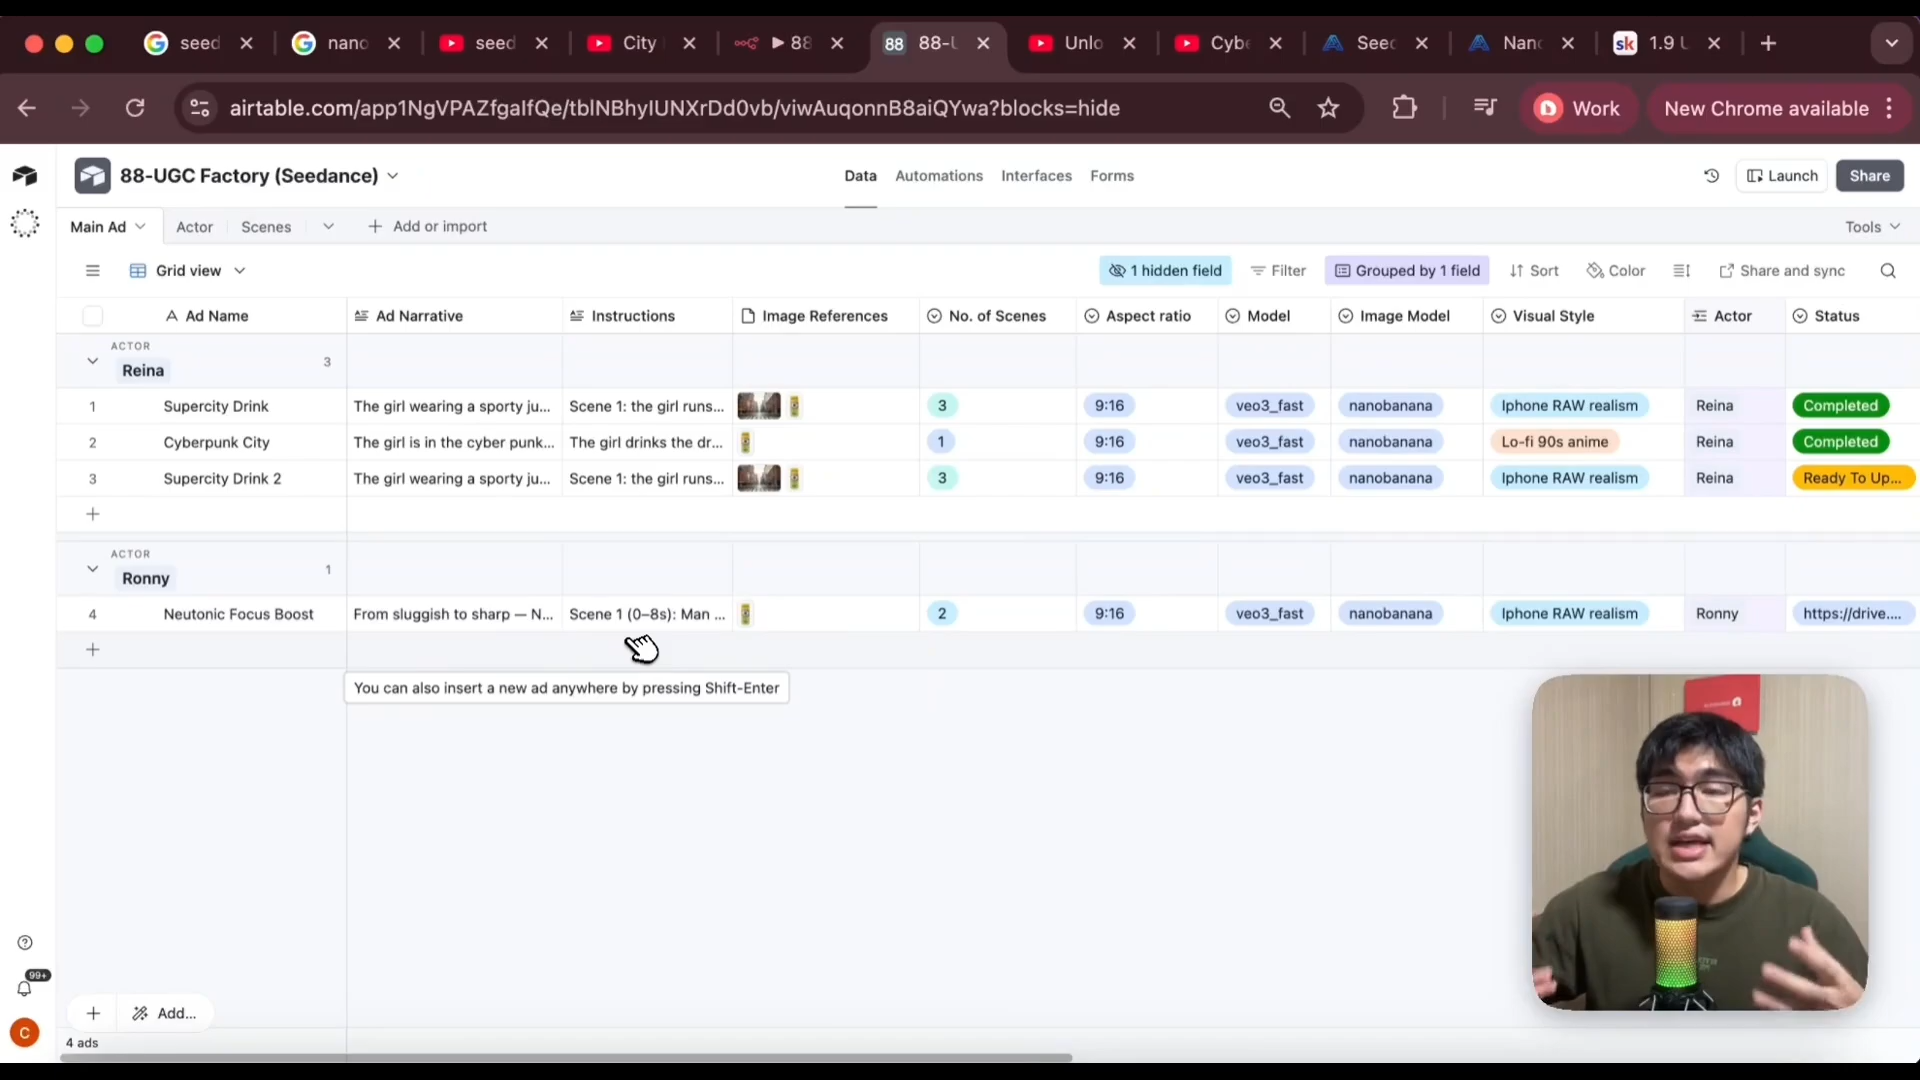 seed
nano
seed
City
88
88-U
Unlo
Cybe
Seed
Nano
sk 1.9 U
airtable.com/app1NgVPAZfgaIfQe/tblNBhyIUNXrDd0vb/viwAuqonnB8aiQYwa?blocks=hide
Work
New Chrome available
88-UGC Factory (Seedance)
Data Automations Interfaces Forms
Launch
Share
Main Ad Actor Scenes Add or import
Tools
Grid view
1 hidden field Filter Grouped by 1 field Sort Color Share and sync
Ad Name Ad Narrative Instructions Image References No. of Scenes Aspect ratio Model Image Model Visual Style Actor Status
ACTOR
Reina 3
1 Supercity Drink The girl wearing a sporty ju... Scene 1: the girl runs... 3 9:16 veo3_fast nanobanana Iphone RAW realism Reina Completed
2 Cyberpunk City The girl is in the cyber punk... The girl drinks the dr... 1 9:16 veo3_fast nanobanana Lo-fi 90s anime Reina Completed
3 Supercity Drink 2 The girl wearing a sporty ju... Scene 1: the girl runs... 3 9:16 veo3_fast nanobanana Iphone RAW realism Reina Ready To Up...
ACTOR
Ronny 1
4 Neutonic Focus Boost From sluggish to sharp — N... Scene 1 (0–8s): Man ... 2 9:16 veo3_fast nanobanana Iphone RAW realism Ronny https://drive....
You can also insert a new ad anywhere by pressing Shift-Enter
99+
C
Add...
4 ads